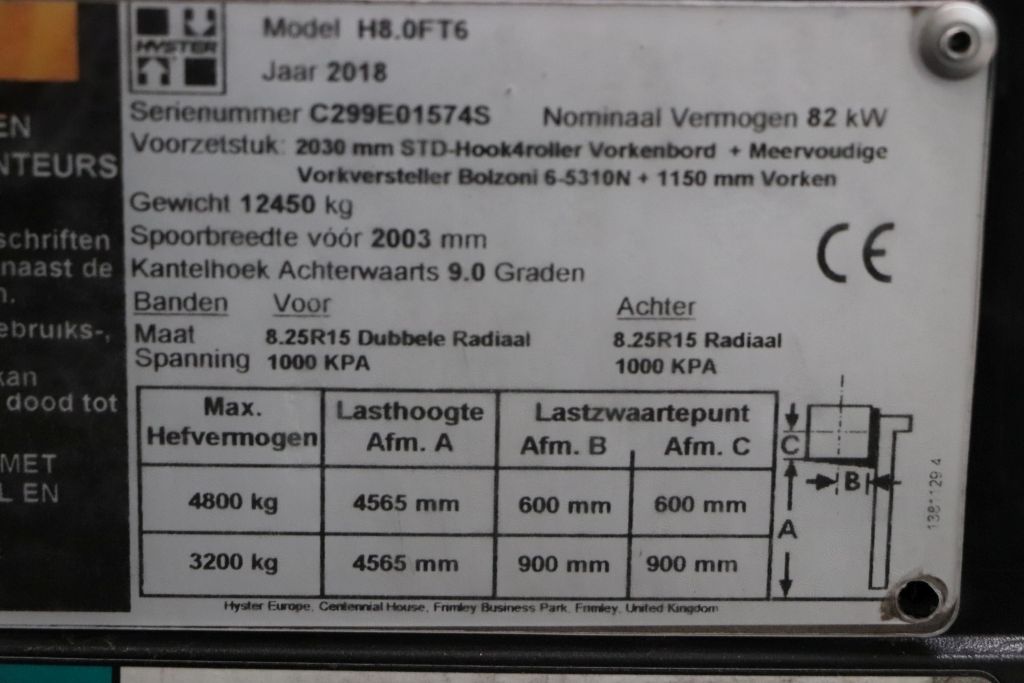 HYSTER
Model H8.0FT6
Jaar 2018
Serienummer C299E01574S Nominaal Vermogen 82 kW
Voorzetstuk: 2030 mm STD-Hook4roller Vorkenbord + Meervoudige
Vorkversteller Bolzoni 6-5310N + 1150 mm Vorken
Gewicht 12450 kg
Spoorbreedte vóór 2003 mm
Kantelhoek Achterwaarts 9.0 Graden
CE
Banden Voor Achter
Maat 8.25R15 Dubbele Radiaal 8.25R15 Radiaal
Spanning 1000 KPA 1000 KPA
Max. Lasthoogte Lastzwaartepunt
Hefvermogen Afm. A Afm. B Afm. C
4800 kg 4565 mm 600 mm 600 mm
3200 kg 4565 mm 900 mm 900 mm
C
B
A
1381129 4
Hyster Europe, Centennial House, Frimley Business Park, Frimley, United Kingdom
EN
NTEURS
schriften
naast de
n.
ebruiks-,
kan
dood tot
MET
L EN